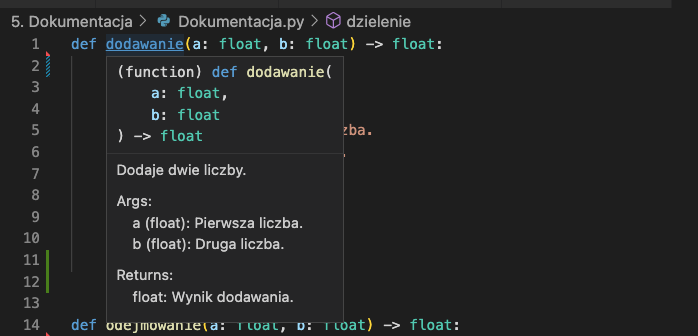 5. Dokumentacja > Dokumentacja.py > dzielenie
1 def dodawanie(a: float, b: float) -> float:
2
(function) def dodawanie(
3 a: float,
4 b: float
5 ) -> float zba.
6
7 Dodaje dwie liczby.
8
Args:
9 a (float): Pierwsza liczba.
10 b (float): Druga liczba.
11
12 Returns:
13 float: Wynik dodawania.
14 def odejmowanie(a: float, b: float) -> float: